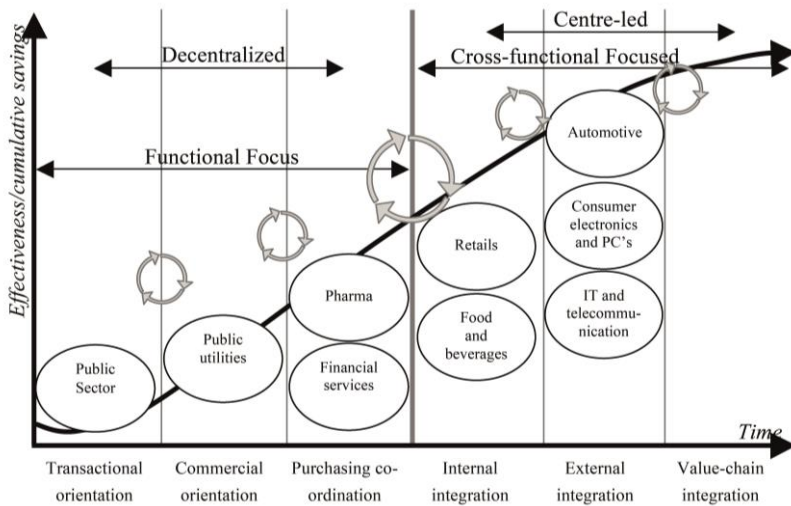 Centre-led
Decentralized
Cross-functional Focused
Functional Focus
Effectiveness/cumulative savings
Automotive
Consumer
electronics
and PC's
IT and
telecommu-
nication
Retails
Food
and
beverages
Pharma
Financial
services
Public
utilities
Public
Sector
Time
Transactional
orientation
Commercial
orientation
Purchasing co-
ordination
Internal
integration
External
integration
Value-chain
integration